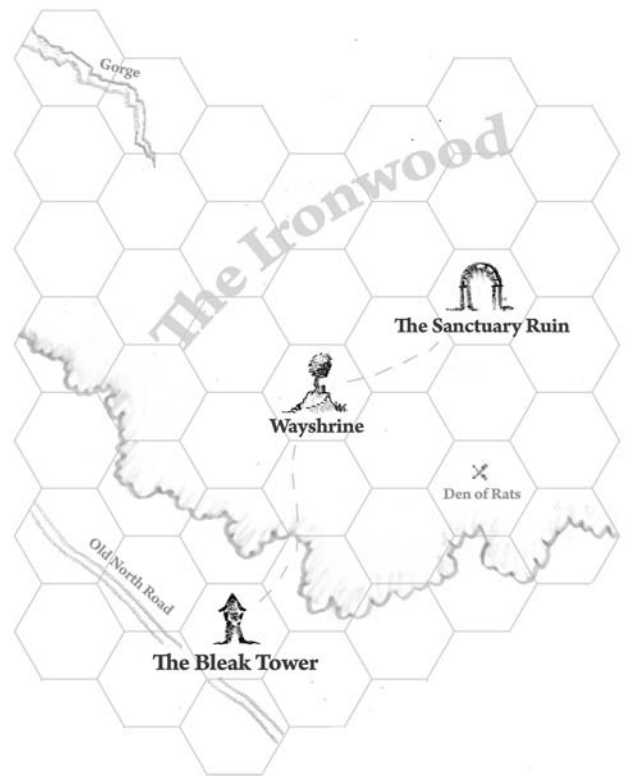 Gorge
The Ironwood
The Sanctuary Ruin
Wayshrine
Den of Rats
Old North Road
The Bleak Tower